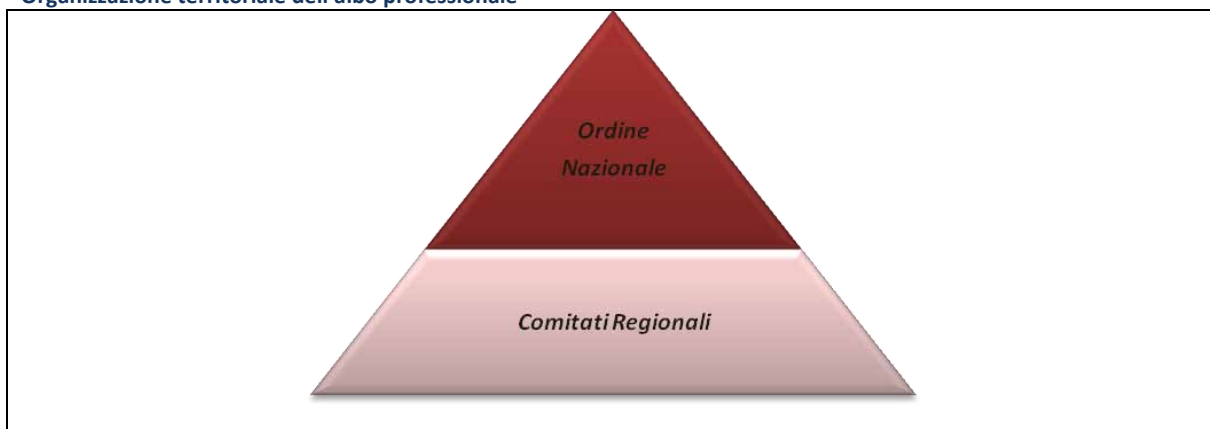 Organizzazione territoriale dell'albo professionale
Ordine
Nazionale
Comitati Regionali